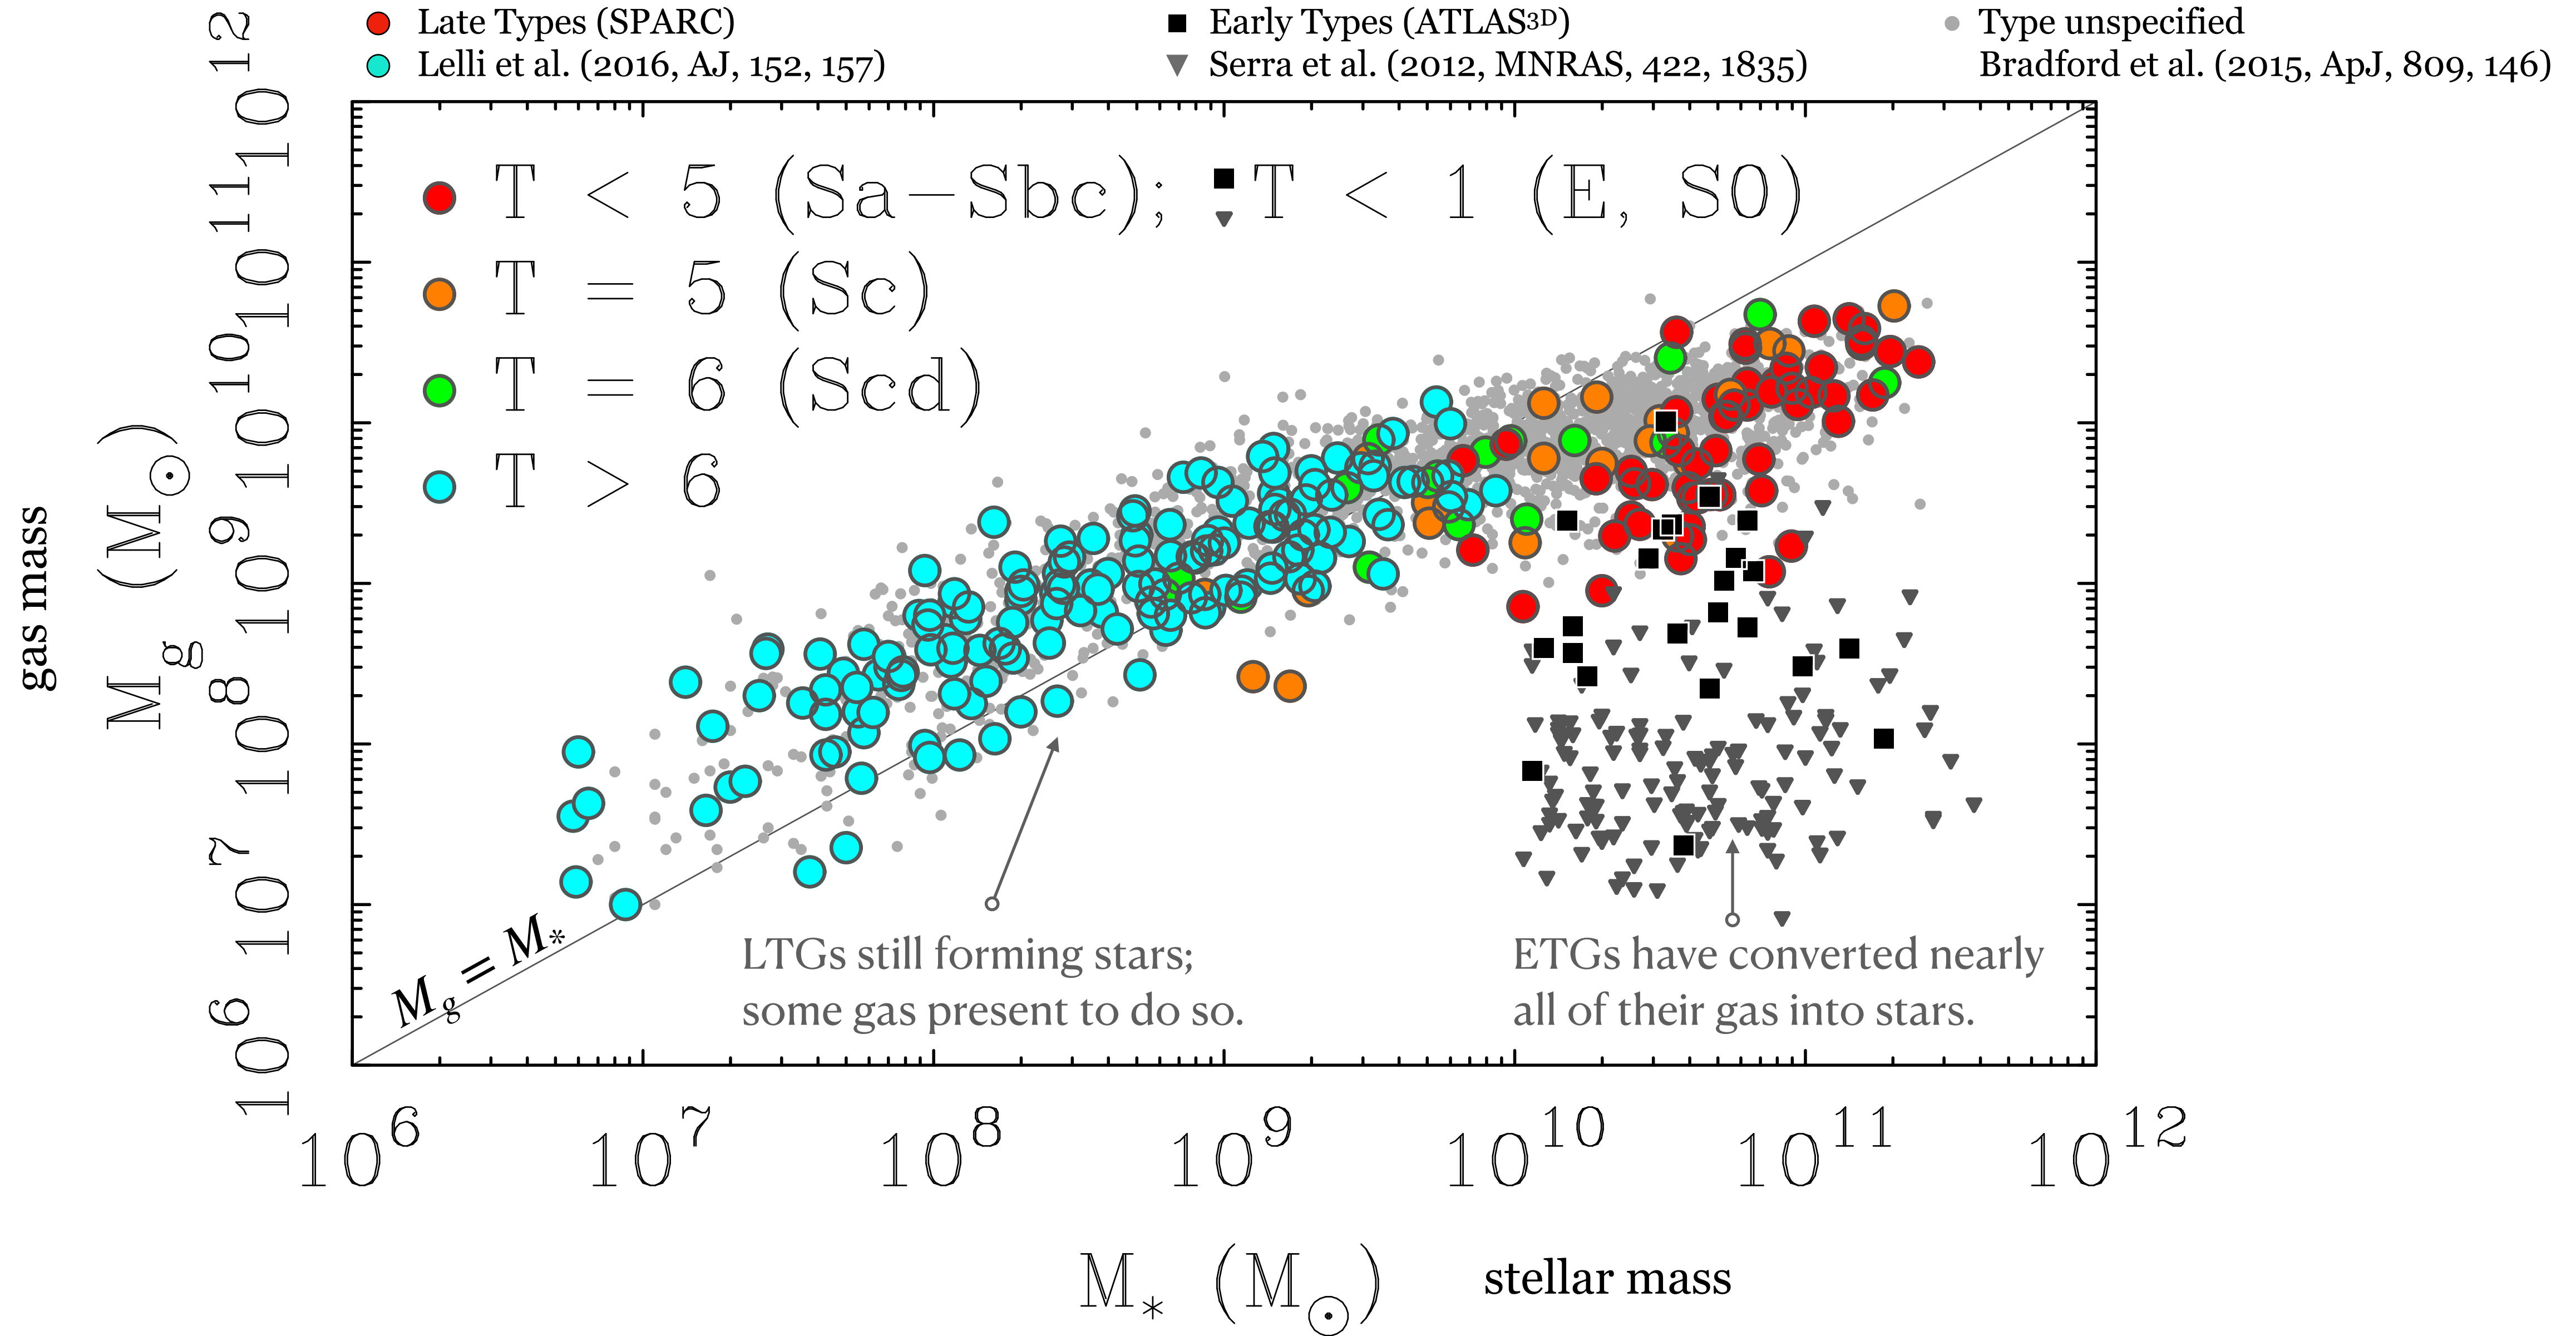 Late Types (SPARC)
Lelli et al. (2016, AJ, 152, 157)
Early Types (ATLAS3D)
Serra et al. (2012, MNRAS, 422, 1835)
Type unspecified
Bradford et al. (2015, ApJ, 809, 146)
T < 5 (Sa-Sbc); T < 1 (E, S0)
T = 5 (Sc)
T = 6 (Scd)
T > 6
gas mass
Mg (M⊙)
10^12
10^11
10^10
10^9
10^8
10^7
10^6
Mg = M*
LTGs still forming stars;
some gas present to do so.
ETGs have converted nearly
all of their gas into stars.
10^6 10^7 10^8 10^9 10^10 10^11 10^12
M* (M⊙) stellar mass